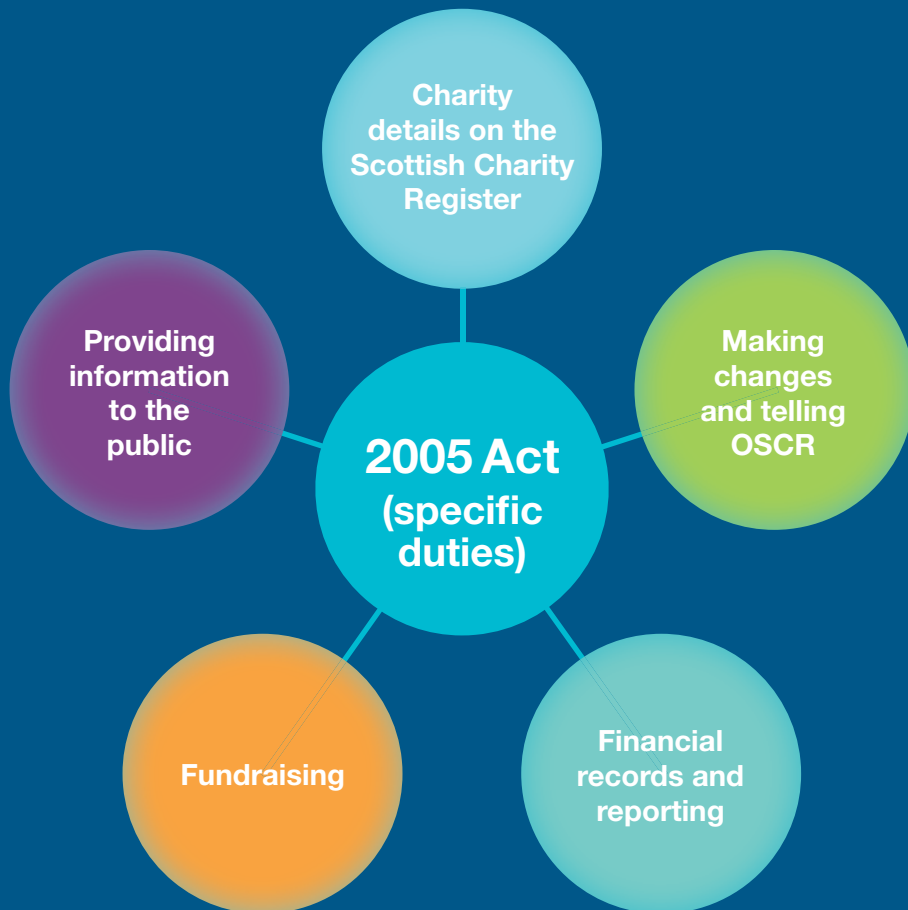 Charity
details on the
Scottish Charity
Register
Providing
information
to the
public
Making
changes
and telling
OSCR
2005 Act
(specific
duties)
Fundraising
Financial
records and
reporting